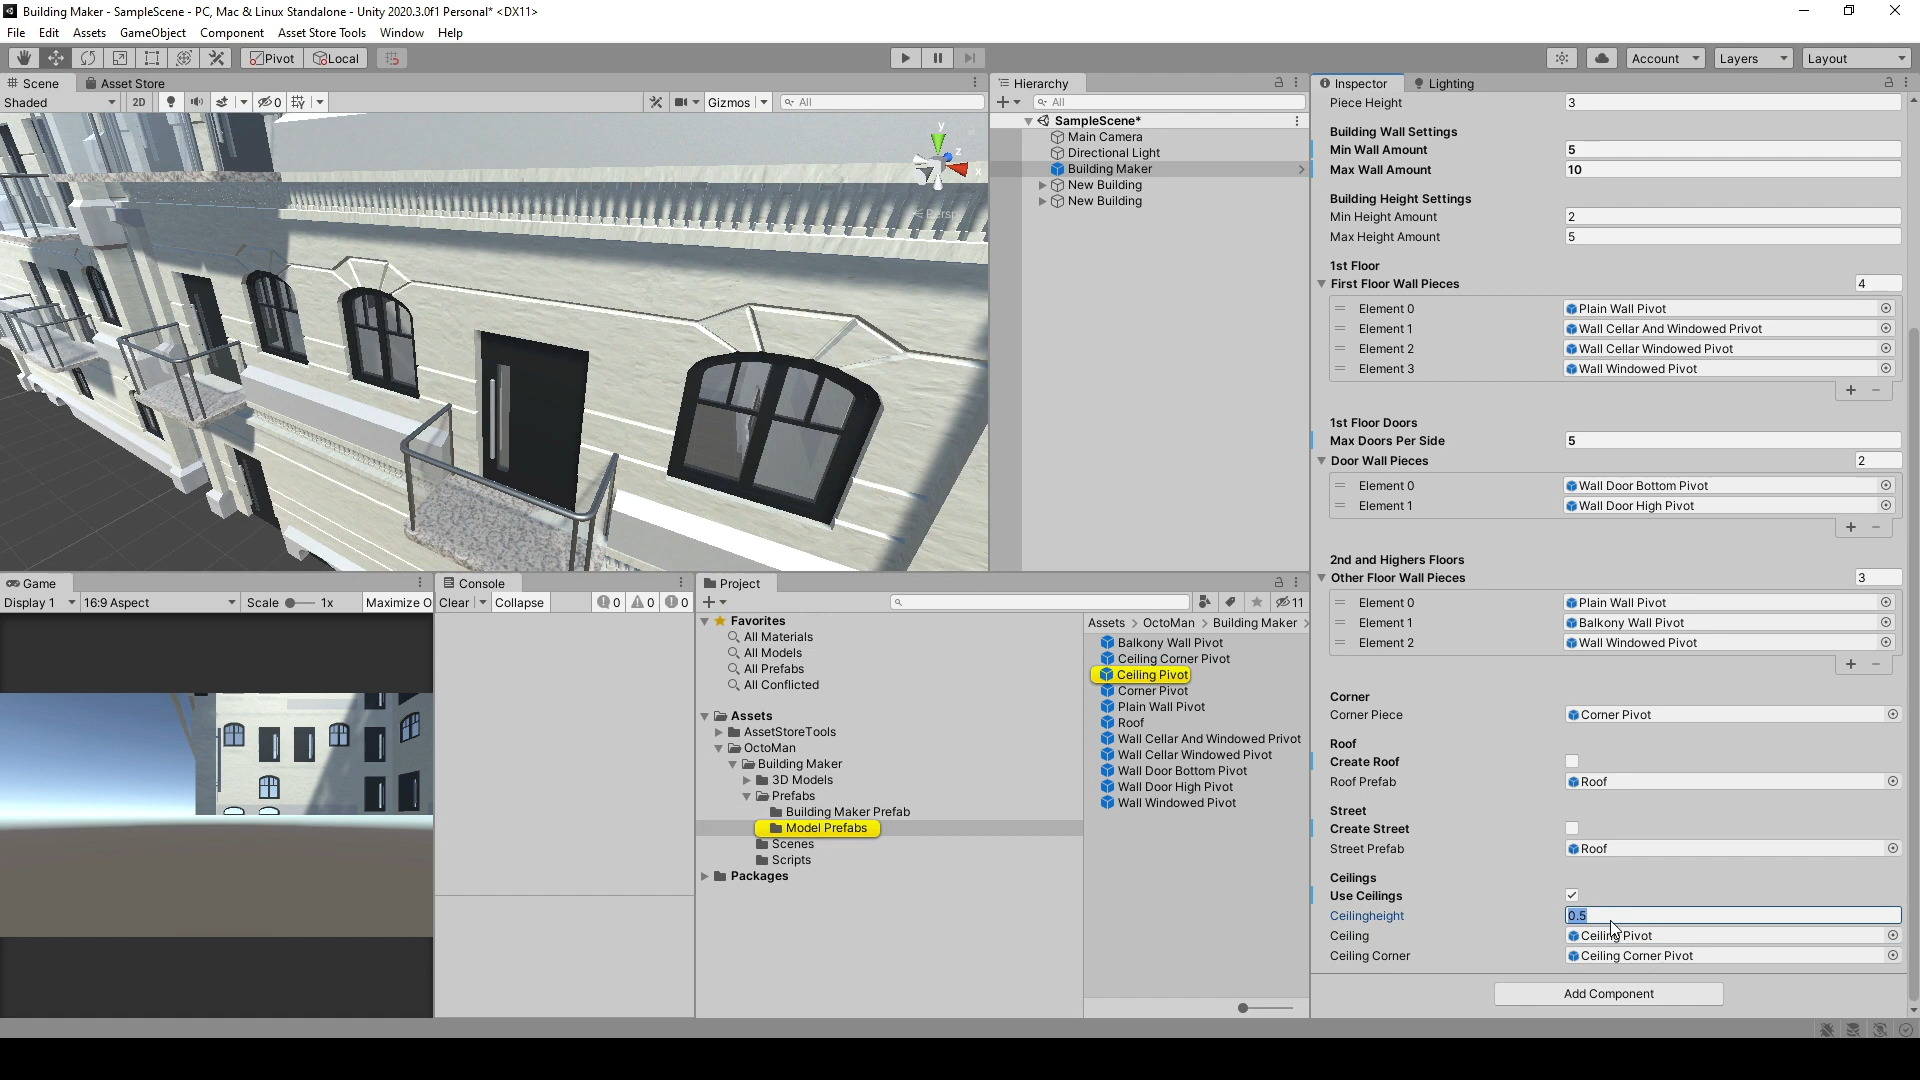 Building Maker - SampleScene - PC, Mac & Linux Standalone - Unity 2020.3.0f1 Personal* <DX11>
File Edit Assets GameObject Component Asset Store Tools Window Help
Pivot Local Account Layers Layout
Scene Asset Store
Shaded 2D 0 Gizmos All
y
z
x
< Persp
Hierarchy
All
SampleScene*
Main Camera
Directional Light
Building Maker
New Building
New Building
Game
Display 1 16:9 Aspect Scale 1x Maximize O
Console
Clear Collapse 0 0 0
Project
11
Favorites
All Materials
All Models
All Prefabs
All Conflicted
Assets
AssetStoreTools
OctoMan
Building Maker
3D Models
Prefabs
Building Maker Prefab
Model Prefabs
Scenes
Scripts
Packages
Assets > OctoMan > Building Maker >
Balkony Wall Pivot
Ceiling Corner Pivot
Ceiling Pivot
Corner Pivot
Plain Wall Pivot
Roof
Wall Cellar And Windowed Privot
Wall Cellar Windowed Pivot
Wall Door Bottom Pivot
Wall Door High Pivot
Wall Windowed Pivot
Inspector Lighting
Piece Height 3
Building Wall Settings
Min Wall Amount 5
Max Wall Amount 10
Building Height Settings
Min Height Amount 2
Max Height Amount 5
1st Floor
First Floor Wall Pieces 4
Element 0 Plain Wall Pivot
Element 1 Wall Cellar And Windowed Privot
Element 2 Wall Cellar Windowed Pivot
Element 3 Wall Windowed Pivot
1st Floor Doors
Max Doors Per Side 5
Door Wall Pieces 2
Element 0 Wall Door Bottom Pivot
Element 1 Wall Door High Pivot
2nd and Highers Floors
Other Floor Wall Pieces 3
Element 0 Plain Wall Pivot
Element 1 Balkony Wall Pivot
Element 2 Wall Windowed Pivot
Corner
Corner Piece Corner Pivot
Roof
Create Roof
Roof Prefab Roof
Street
Create Street
Street Prefab Roof
Ceilings
Use Ceilings
Ceilingheight 0.5
Ceiling Ceiling Pivot
Ceiling Corner Ceiling Corner Pivot
Add Component